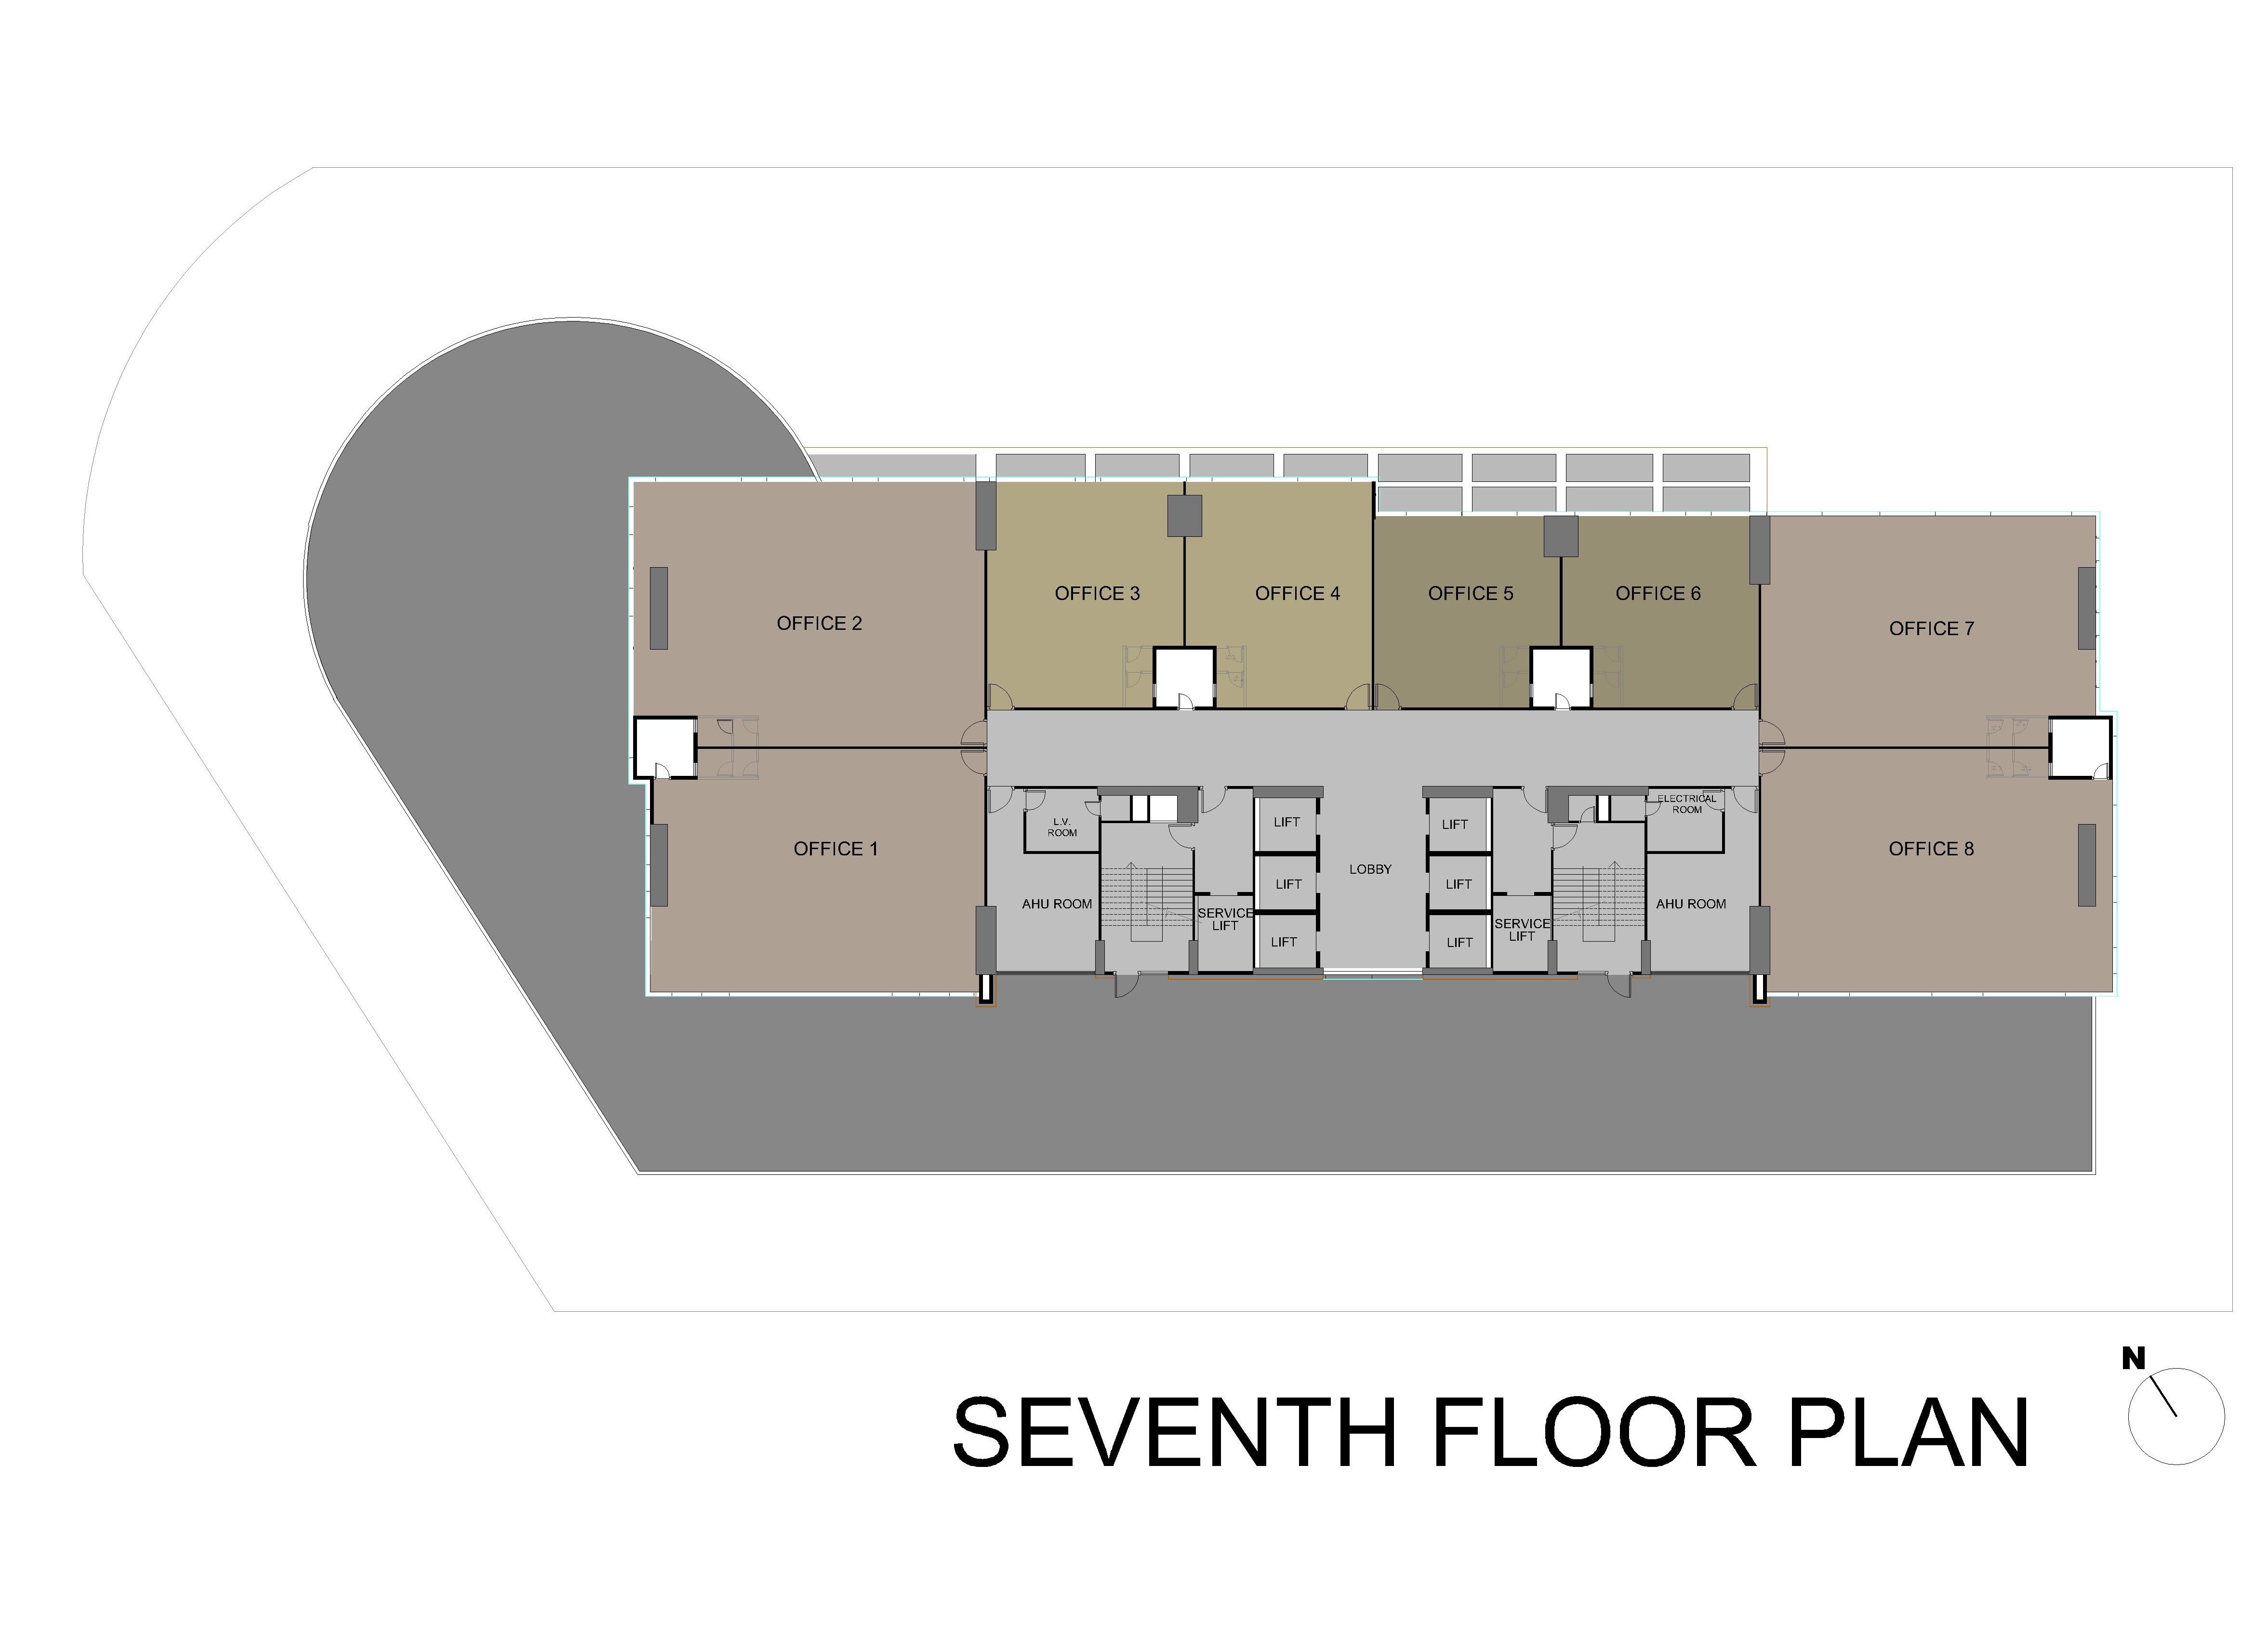 OFFICE 3
OFFICE 4
OFFICE 5
OFFICE 6
OFFICE 2
OFFICE 7
ELECTRICAL
ROOM
L.V.
ROOM
LIFT
LIFT
OFFICE 1
OFFICE 8
LOBBY
LIFT
LIFT
AHU ROOM
AHU ROOM
SERVICE
LIFT
SERVICE
LIFT
LIFT
LIFT
N
SEVENTH FLOOR PLAN